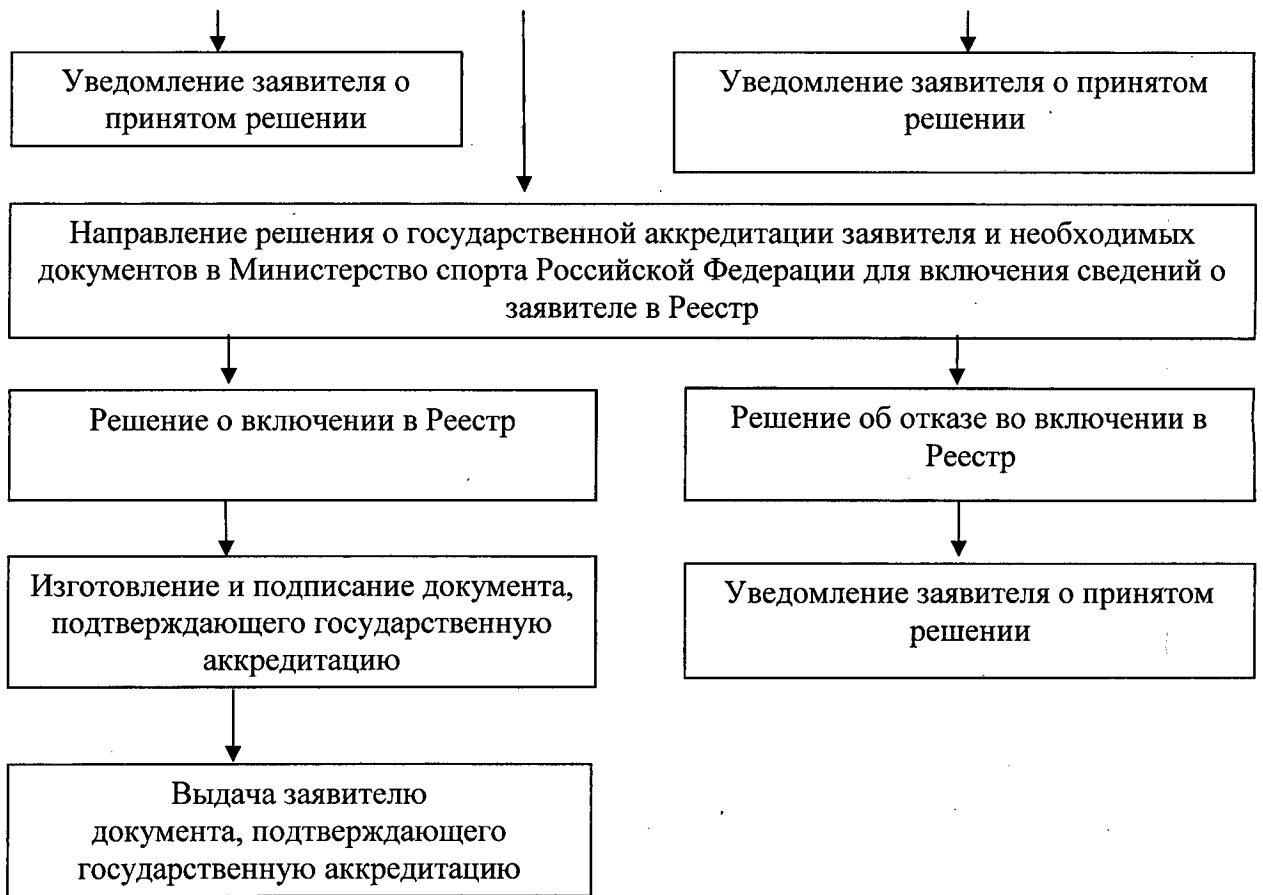 Уведомление заявителя о
принятом решении
Уведомление заявителя о принятом
решении
Направление решения о государственной аккредитации заявителя и необходимых
документов в Министерство спорта Российской Федерации для включения сведений о
заявителе в Реестр
Решение о включении в Реестр
Решение об отказе во включении в
Реестр
Изготовление и подписание документа,
подтверждающего государственную
аккредитацию
Уведомление заявителя о принятом
решении
Выдача заявителю
документа, подтверждающего
государственную аккредитацию